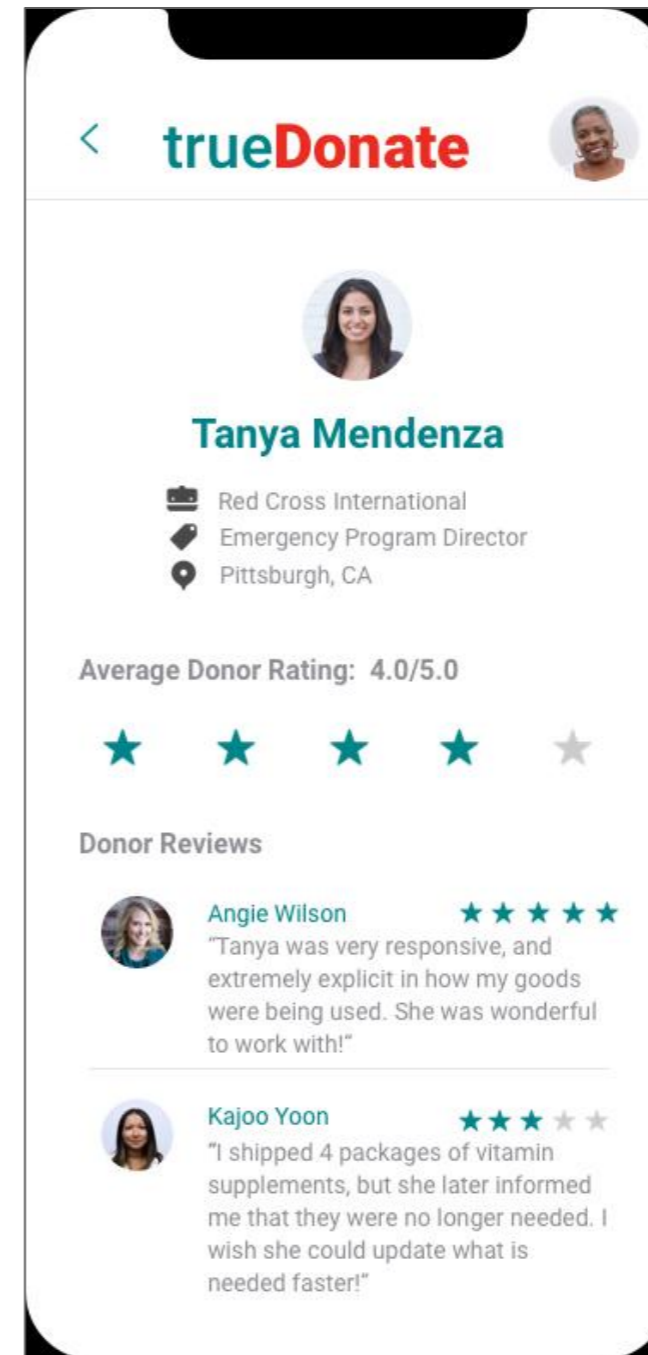 trueDonate
Tanya Mendenza
Red Cross International
Emergency Program Director
Pittsburgh, CA
Average Donor Rating: 4.0/5.0
Donor Reviews
Angie Wilson
“Tanya was very responsive, and
extremely explicit in how my goods
were being used. She was wonderful
to work with!“
Kajoo Yoon
“I shipped 4 packages of vitamin
supplements, but she later informed
me that they were no longer needed. I
wish she could update what is
needed faster!“